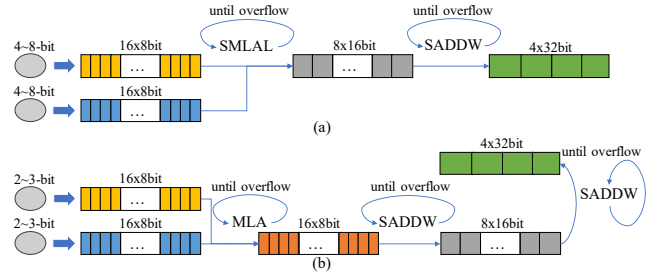 until overflow
until overflow
4~8-bit
16x8bit
SMLAL
8x16bit
SADDW
4x32bit
...
...
4~8-bit
16x8bit
...
(a)
4x32bit
until overflow
2~3-bit
16x8bit
until overflow
until overflow
SADDW
...
2~3-bit
16x8bit
MLA
16x8bit
SADDW
8x16bit
...
...
...
(b)